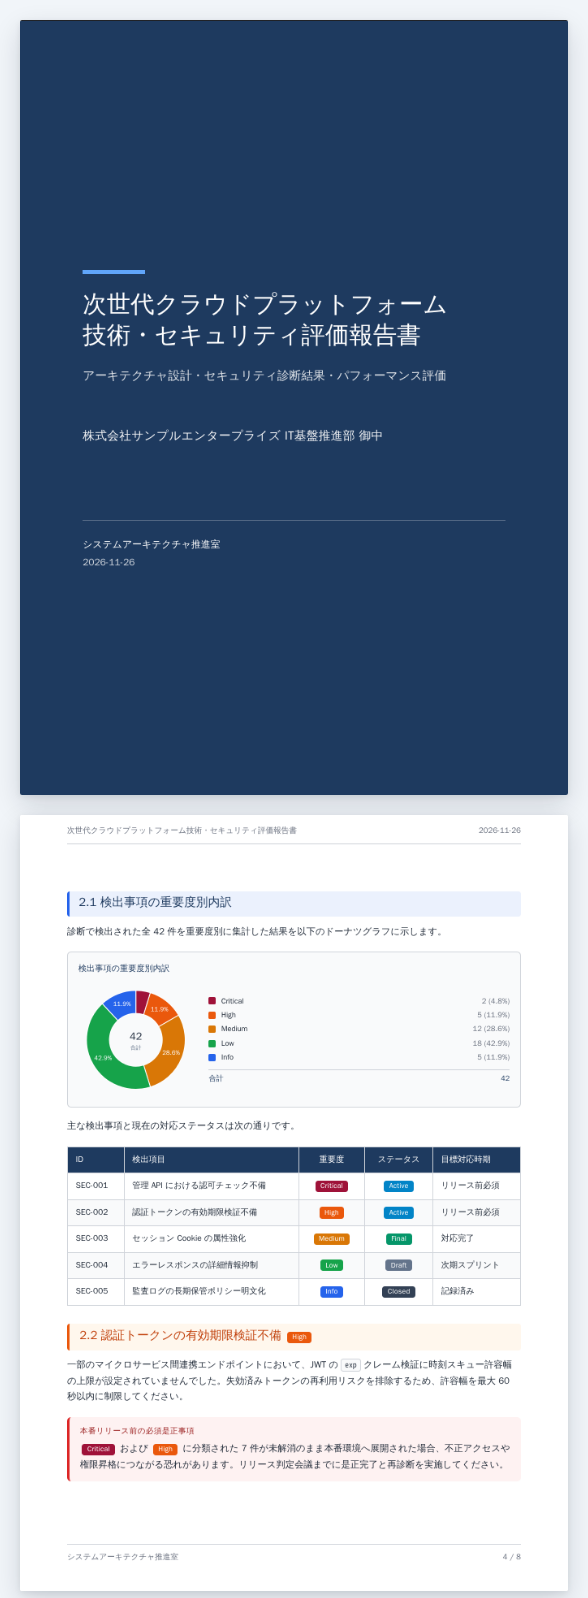 次世代クラウドプラットフォーム
技術・セキュリティ評価報告書
アーキテクチャ設計・セキュリティ診断結果・パフォーマンス評価
株式会社サンプルエンタープライズ IT基盤推進部 御中
システムアーキテクチャ推進室
2026-11-26
次世代クラウドプラットフォーム技術・セキュリティ評価報告書 2026-11-26
2.1 検出事項の重要度別内訳
診断で検出された全 42 件を重要度別に集計した結果を以下のドーナツグラフに示します。
検出事項の重要度別内訳
11.9% 11.9%
28.6%
42.9%
42
合計
Critical 2 (4.8%)
High 5 (11.9%)
Medium 12 (28.6%)
Low 18 (42.9%)
Info 5 (11.9%)
合計 42
主な検出事項と現在の対応ステータスは次の通りです。
ID 検出項目 重要度 ステータス 目標対応時期
SEC-001 管理 API における認可チェック不備 Critical Active リリース前必須
SEC-002 認証トークンの有効期限検証不備 High Active リリース前必須
SEC-003 セッション Cookie の属性強化 Medium Final 対応完了
SEC-004 エラーレスポンスの詳細情報抑制 Low Draft 次期スプリント
SEC-005 監査ログの長期保管ポリシー明文化 Info Closed 記録済み
2.2 認証トークンの有効期限検証不備 High
一部のマイクロサービス間連携エンドポイントにおいて、JWT の exp クレーム検証に時刻スキュー許容幅
の上限が設定されていませんでした。失効済みトークンの再利用リスクを排除するため、許容幅を最大 60
秒以内に制限してください。
本番リリース前の必須是正事項
Critical および High に分類された 7 件が未解消のまま本番環境へ展開された場合、不正アクセスや
権限昇格につながる恐れがあります。リリース判定会議までに是正完了と再診断を実施してください。
システムアーキテクチャ推進室 4 / 8